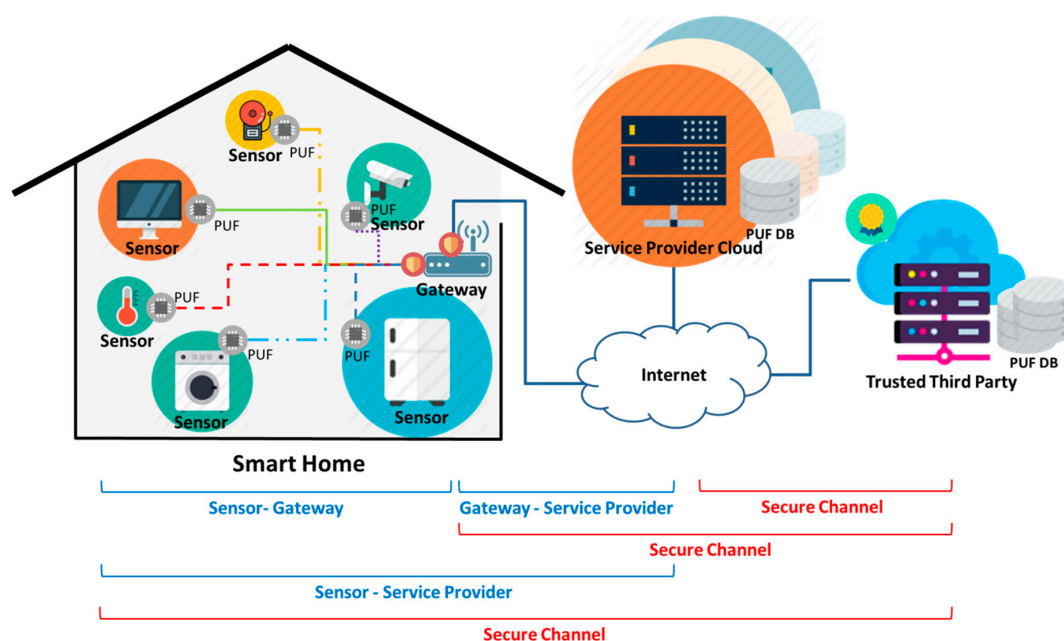 Sensor
PUF
PUF
Sensor
PUF
Sensor
PUF
Sensor
PUF
Sensor
PUF
Sensor
Gateway
Smart Home
Service Provider Cloud
PUF DB
Internet
PUF DB
Trusted Third Party
Sensor- Gateway
Gateway - Service Provider
Secure Channel
Secure Channel
Sensor - Service Provider
Secure Channel